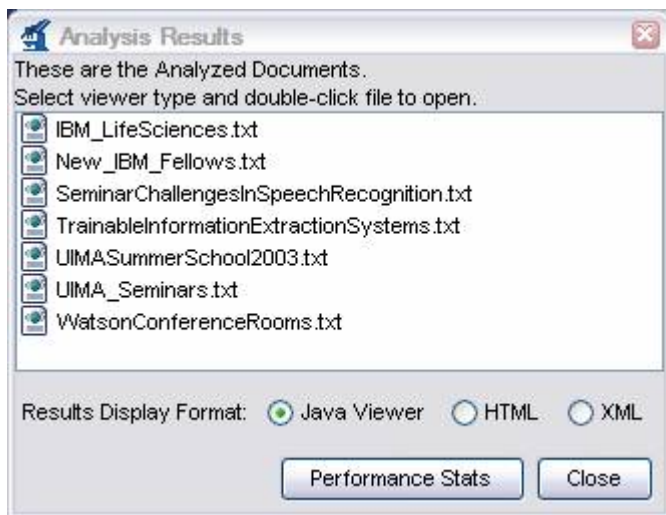 Analysis Results
These are the Analyzed Documents.
Select viewer type and double-click file to open.
IBM_LifeSciences.txt
New_IBM_Fellows.txt
SeminarChallengesInSpeechRecognition.txt
TrainableInformationExtractionSystems.txt
UIMASummerSchool2003.txt
UIMA_Seminars.txt
WatsonConferenceRooms.txt
Results Display Format: Java Viewer HTML XML
Performance Stats Close